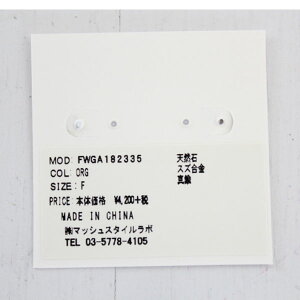 MOD: FWGA182335 天然石
COL: ORG スズ合金
SIZE: F 真鍮
PRICE: 本体価格 ¥4,200+税
MADE IN CHINA
㈱マッシュスタイルラボ
TEL 03-5778-4105